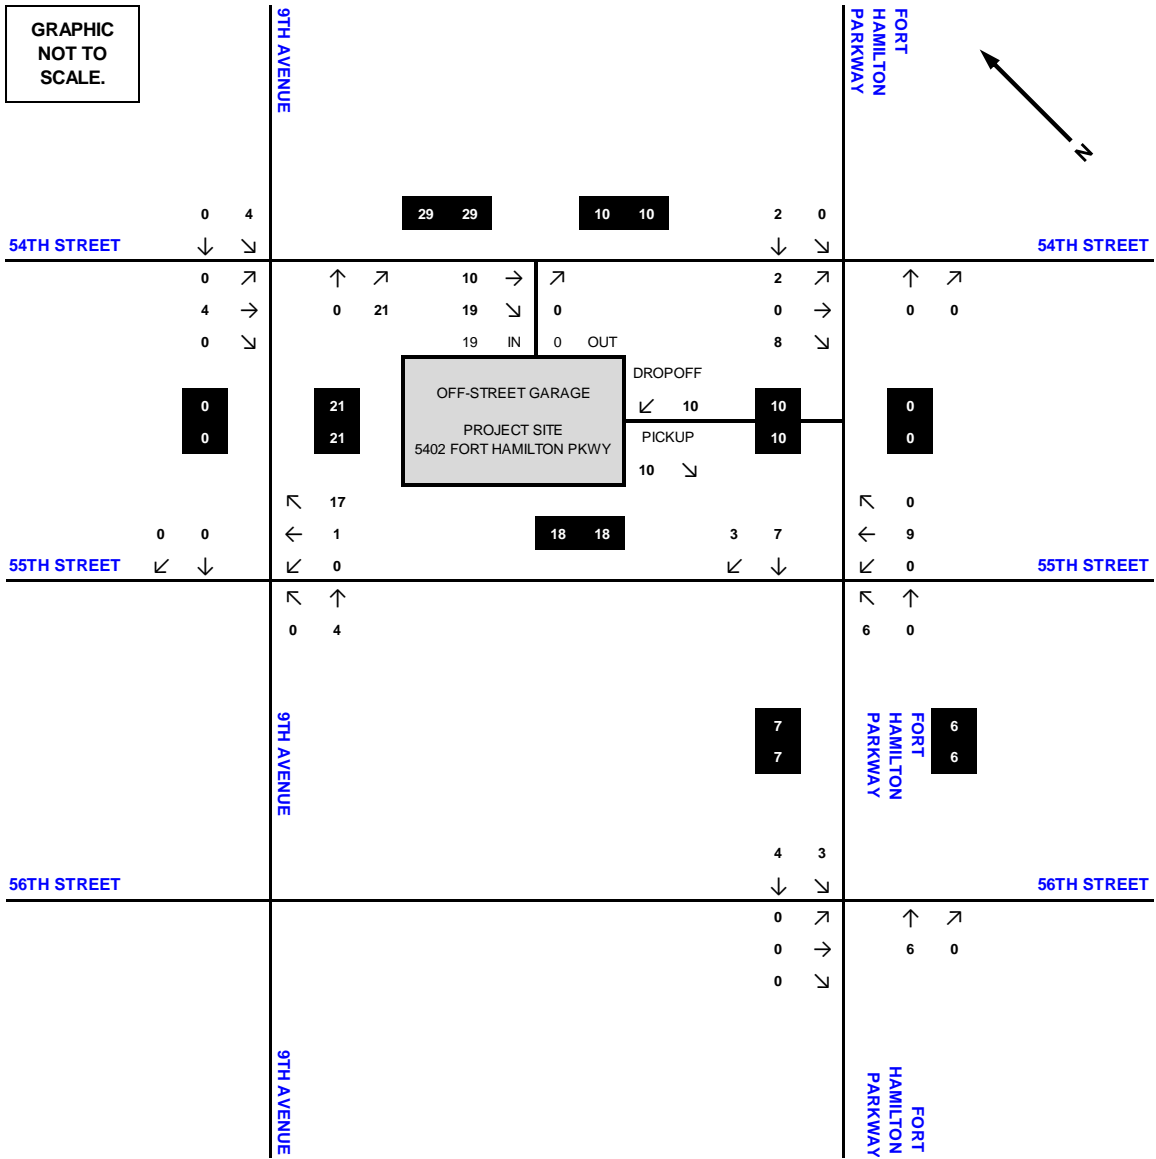 GRAPHIC
NOT TO
SCALE.
9TH AVENUE
FORT
HAMILTON
PARKWAY
N
0 4
29 29
10 10
2 0
54TH STREET
↓ ↘
↓ ↘
54TH STREET
0 ↗
↑ ↗
10 →
↗
2 ↗
↑ ↗
4 →
0 21
19 ↘
0
0 →
0 0
0 ↘
19 IN
0 OUT
8 ↘
DROPOFF
OFF-STREET GARAGE
0
21
↙ 10
10
0
PROJECT SITE
0
21
PICKUP
10
0
5402 FORT HAMILTON PKWY
10 ↘
↖ 17
↖ 0
0 0
← 1
18 18
3 7
← 9
55TH STREET
↙ ↓
↙ 0
↙ ↓
↙ 0
55TH STREET
↖ ↑
↖ ↑
0 4
6 0
9TH AVENUE
7
7
FORT
HAMILTON
PARKWAY
6
6
4 3
56TH STREET
↓ ↘
56TH STREET
0 ↗
↑ ↗
0 →
6 0
0 ↘
9TH AVENUE
FORT
HAMILTON
PARKWAY